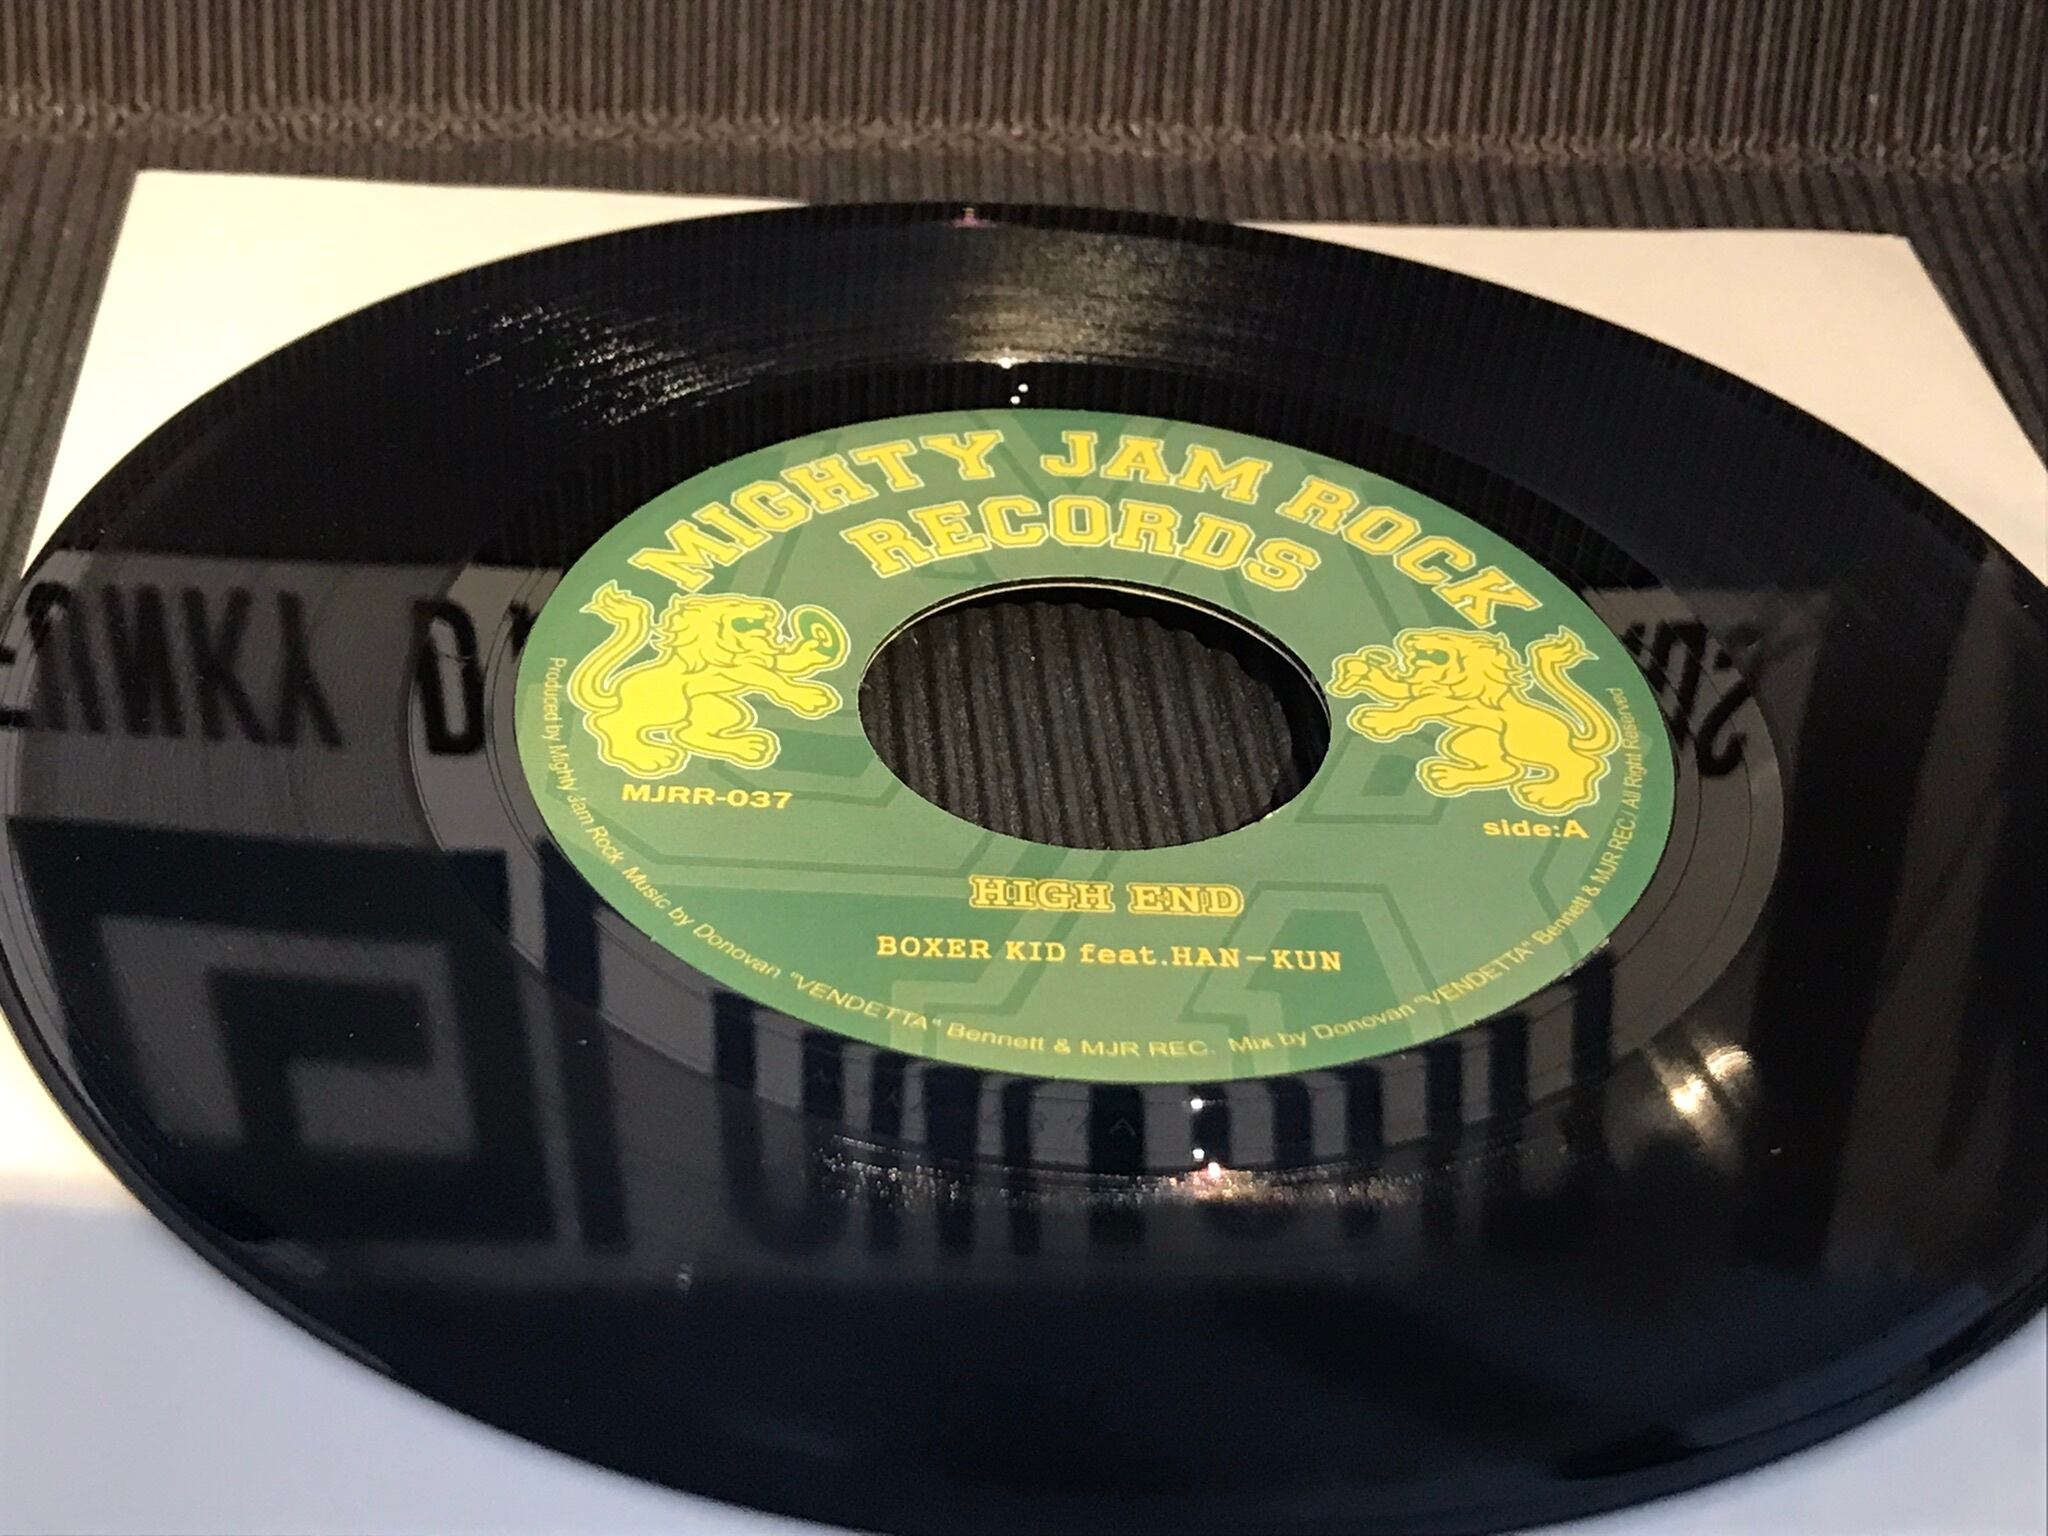 MIGHTY JAM ROCK
RECORDS
MJRR-037
side:A
HIGH END
BOXER KID feat.HAN-KUN
Produced by Mighty Jam Rock Music by Donovan "VENDETTA" Bennett & MJR REC. Mix by Donovan "VENDETTA" Bennett & MJR REC/ All Right Reserved